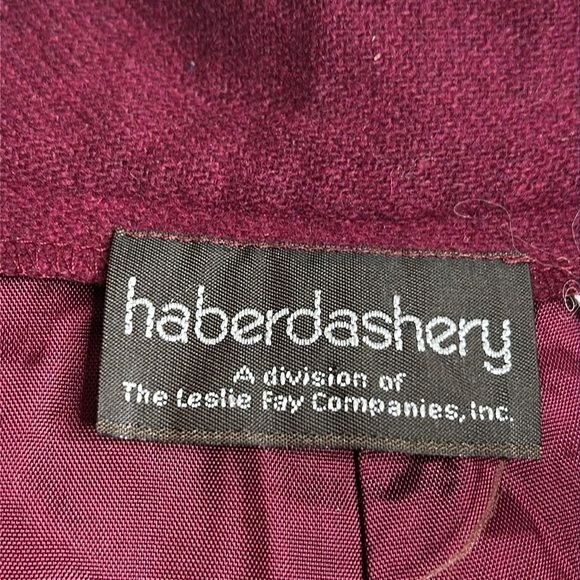 haberdashery
A division of
The Leslie Fay Companies, Inc.